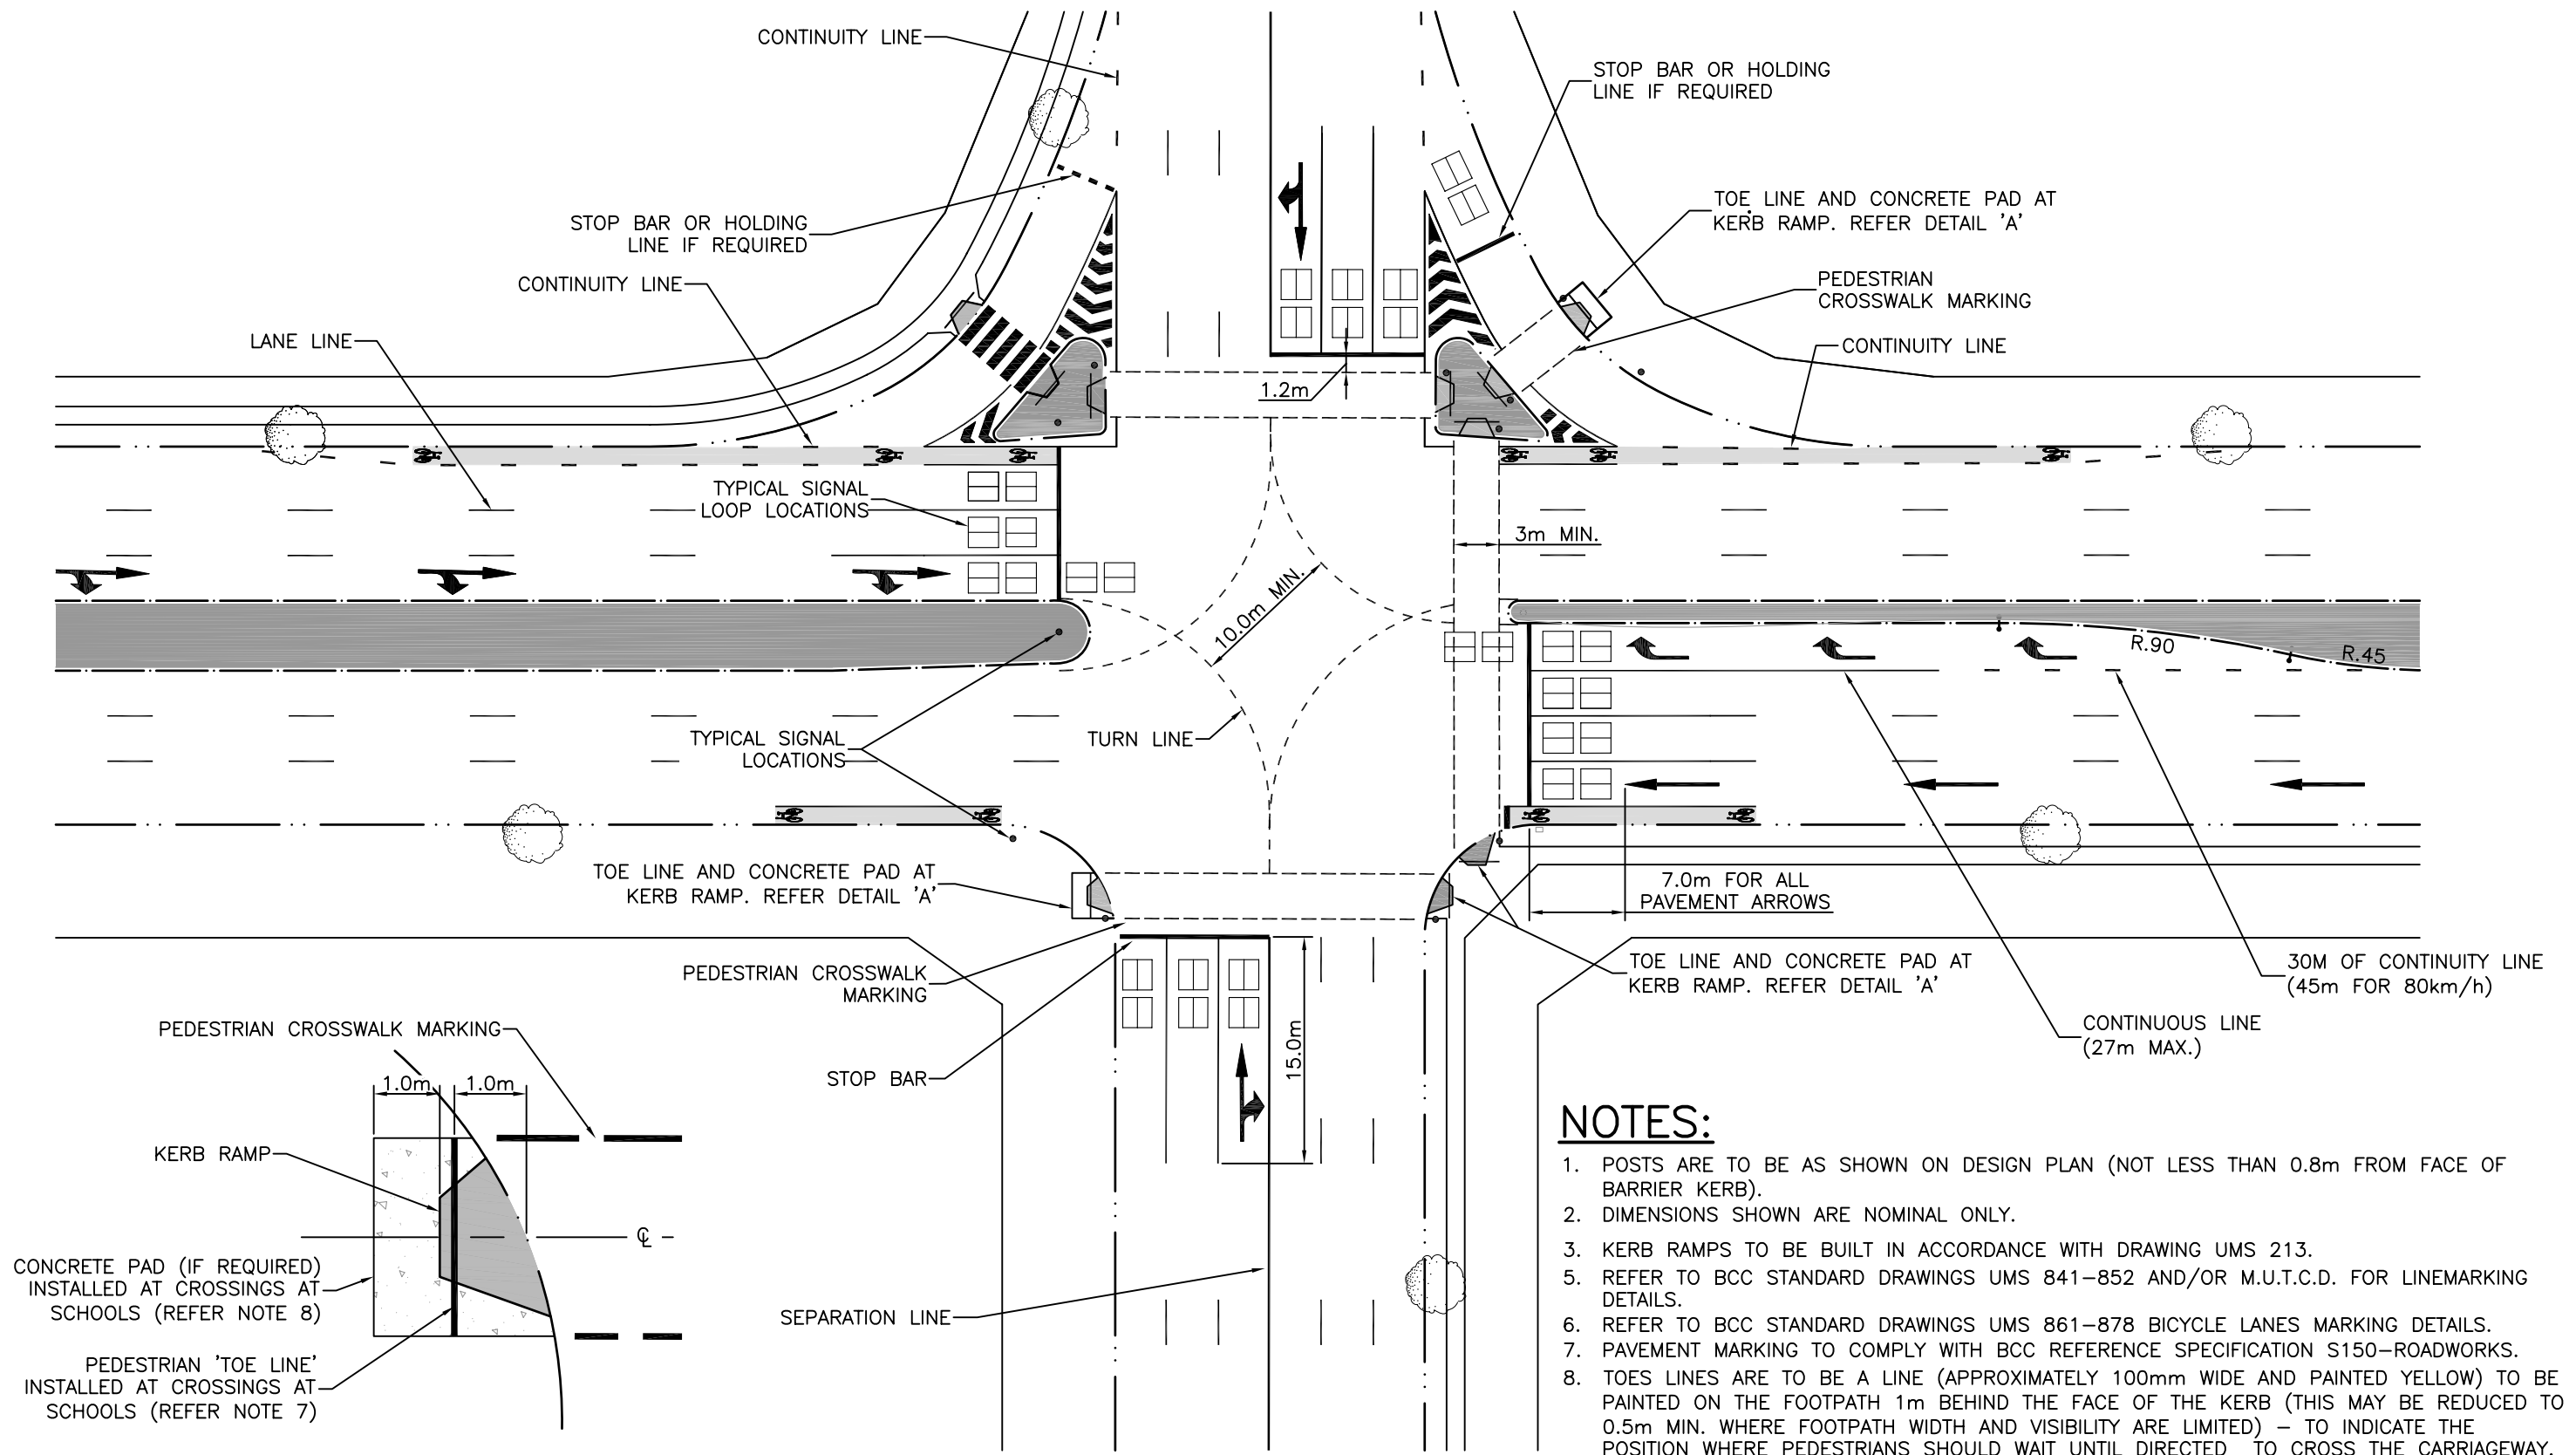 CONTINUITY LINE
STOP BAR OR HOLDING
LINE IF REQUIRED
TOE LINE AND CONCRETE PAD AT
KERB RAMP. REFER DETAIL 'A'
STOP BAR OR HOLDING
LINE IF REQUIRED
CONTINUITY LINE
PEDESTRIAN
CROSSWALK MARKING
LANE LINE
CONTINUITY LINE
1.2m
TYPICAL SIGNAL
LOOP LOCATIONS
3m MIN.
10.0m MIN.
R.90
R.45
TYPICAL SIGNAL
LOCATIONS
TURN LINE
TOE LINE AND CONCRETE PAD AT
KERB RAMP. REFER DETAIL 'A'
7.0m FOR ALL
PAVEMENT ARROWS
PEDESTRIAN CROSSWALK
MARKING
TOE LINE AND CONCRETE PAD AT
KERB RAMP. REFER DETAIL 'A'
30M OF CONTINUITY LINE
(45m FOR 80km/h)
CONTINUOUS LINE
(27m MAX.)
STOP BAR
15.0m
SEPARATION LINE
PEDESTRIAN CROSSWALK MARKING
1.0m
1.0m
KERB RAMP
℄
CONCRETE PAD (IF REQUIRED)
INSTALLED AT CROSSINGS AT
SCHOOLS (REFER NOTE 8)
PEDESTRIAN 'TOE LINE'
INSTALLED AT CROSSINGS AT
SCHOOLS (REFER NOTE 7)
NOTES:
1. POSTS ARE TO BE AS SHOWN ON DESIGN PLAN (NOT LESS THAN 0.8m FROM FACE OF
BARRIER KERB).
2. DIMENSIONS SHOWN ARE NOMINAL ONLY.
3. KERB RAMPS TO BE BUILT IN ACCORDANCE WITH DRAWING UMS 213.
5. REFER TO BCC STANDARD DRAWINGS UMS 841-852 AND/OR M.U.T.C.D. FOR LINEMARKING
DETAILS.
6. REFER TO BCC STANDARD DRAWINGS UMS 861-878 BICYCLE LANES MARKING DETAILS.
7. PAVEMENT MARKING TO COMPLY WITH BCC REFERENCE SPECIFICATION S150-ROADWORKS.
8. TOES LINES ARE TO BE A LINE (APPROXIMATELY 100mm WIDE AND PAINTED YELLOW) TO BE
PAINTED ON THE FOOTPATH 1m BEHIND THE FACE OF THE KERB (THIS MAY BE REDUCED TO
0.5m MIN. WHERE FOOTPATH WIDTH AND VISIBILITY ARE LIMITED) - TO INDICATE THE
POSITION WHERE PEDESTRIANS SHOULD WAIT UNTIL DIRECTED TO CROSS THE CARRIAGEWAY.